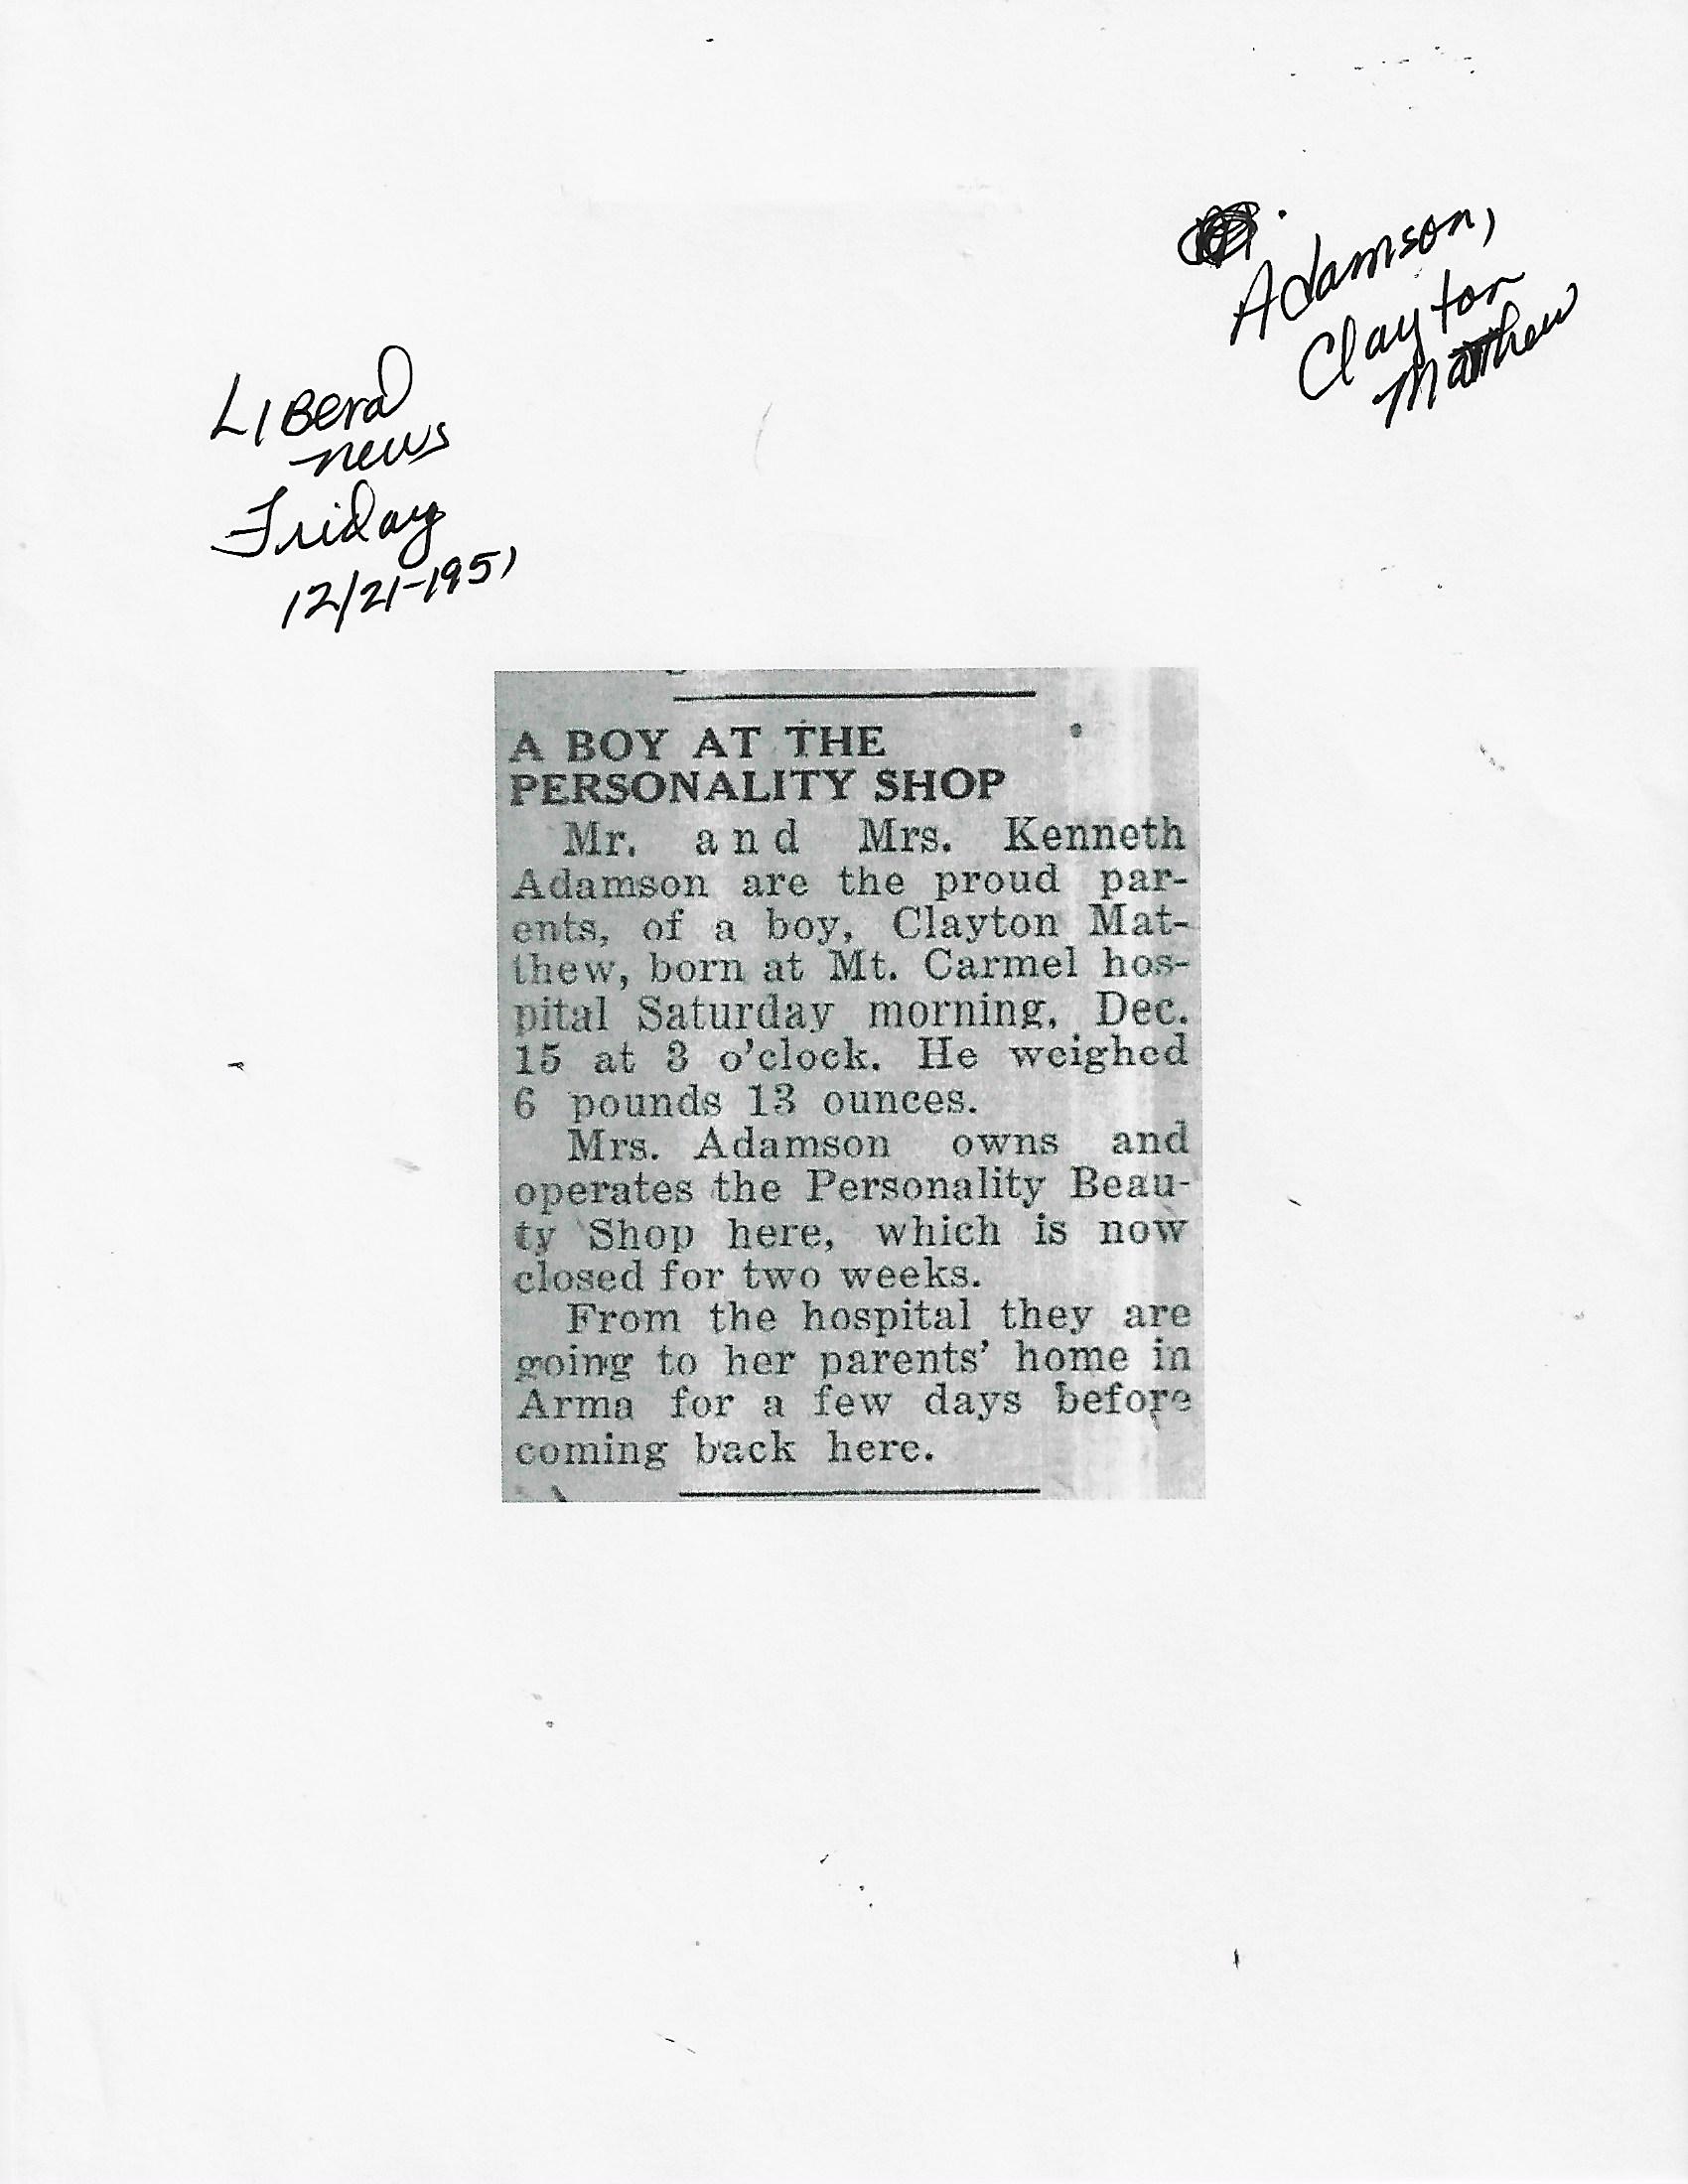 Adamson,
Clayton
Matthew
Liberal
news
Friday
12/21-1951
A BOY AT THE
PERSONALITY SHOP
Mr. and Mrs. Kenneth
Adamson are the proud par-
ents, of a boy, Clayton Mat-
thew, born at Mt. Carmel hos-
pital Saturday morning, Dec.
15 at 3 o'clock. He weighed
6 pounds 13 ounces.
Mrs. Adamson owns and
operates the Personality Beau-
ty Shop here, which is now
closed for two weeks.
From the hospital they are
going to her parents' home in
Arma for a few days before
coming back here.